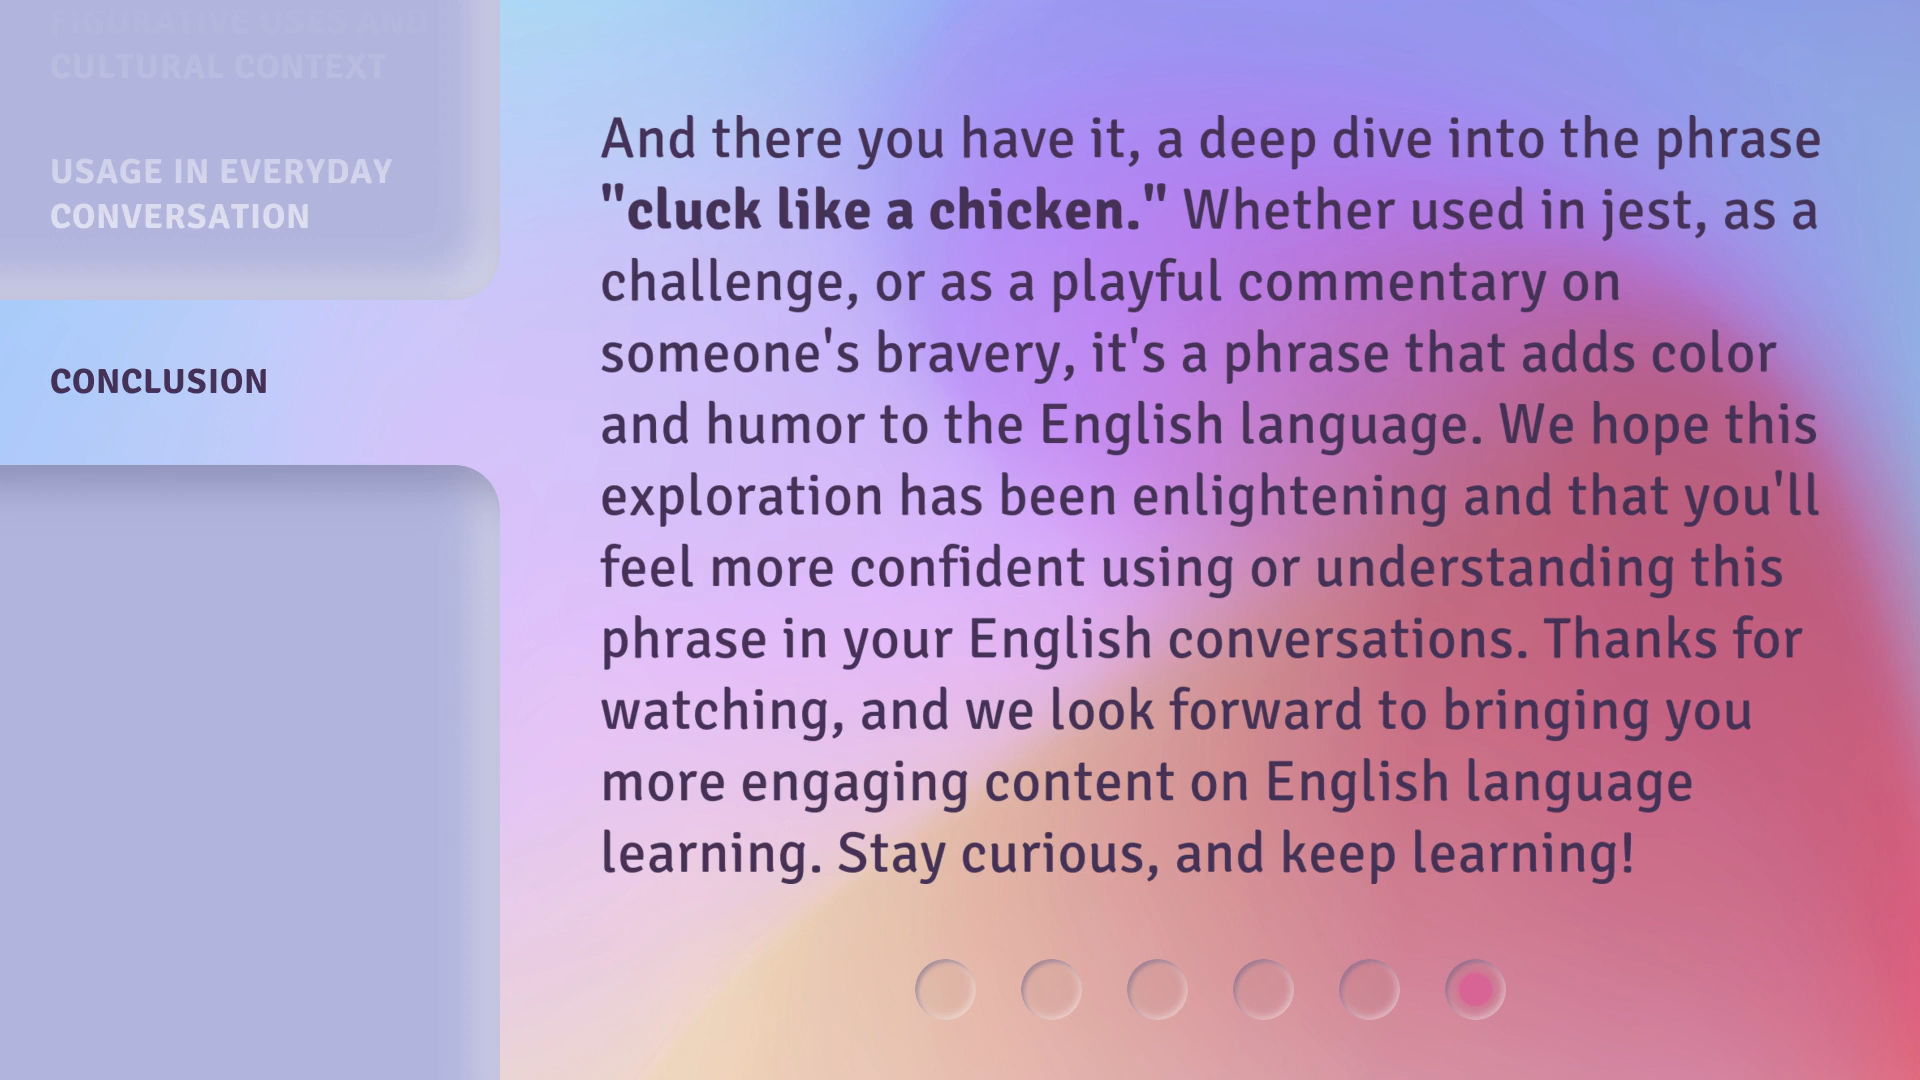 FIGURATIVE USES AND
CULTURAL CONTEXT
USAGE IN EVERYDAY
CONVERSATION
CONCLUSION
And there you have it, a deep dive into the phrase
"cluck like a chicken." Whether used in jest, as a
challenge, or as a playful commentary on
someone's bravery, it's a phrase that adds color
and humor to the English language. We hope this
exploration has been enlightening and that you'll
feel more confident using or understanding this
phrase in your English conversations. Thanks for
watching, and we look forward to bringing you
more engaging content on English language
learning. Stay curious, and keep learning!